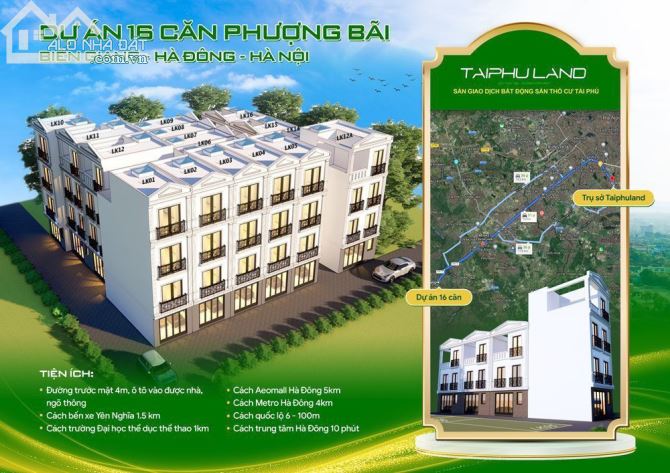 DỰ ÁN 16 CĂN PHƯỢNG BÃI
BIÊN GIANG - HÀ ĐÔNG - HÀ NỘI
ALO NHÀ ĐẤT
.com.vn
TAIPHU LAND
SÀN GIAO DỊCH BẤT ĐỘNG SẢN THỔ CƯ TÀI PHÚ
LK10
LK11
LK12
LK09
LK08
LK07
LK06
LK16
LK12A
LK01
LK02
LK03
LK04
LK05
Trụ sở Taiphuland
Dự án 16 căn
TIỆN ÍCH:
• Đường trước mặt 4m, ô tô vào được nhà,
ngõ thông
• Cách bến xe Yên Nghĩa 1.5 km
• Cách trường Đại học thể dục thể thao 1km
• Cách Aeomall Hà Đông 5km
• Cách Metro Hà Đông 4km
• Cách quốc lộ 6 - 100m
• Cách trung tâm Hà Đông 10 phút